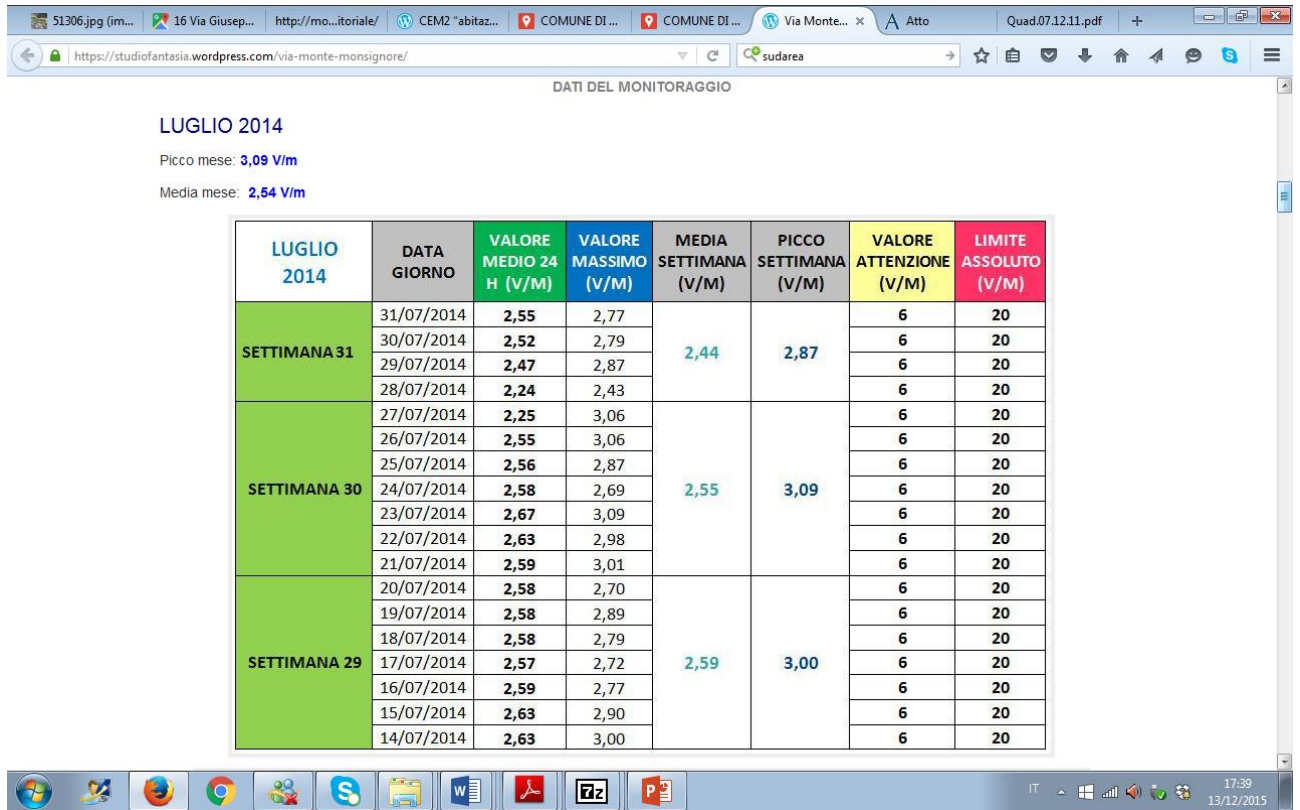 51306.jpg (im...
16 Via Giusep...
http://mo...itoriale/
CEM2 "abitaz...
COMUNE DI ...
COMUNE DI ...
Via Monte...
Atto
Quad.07.12.11.pdf
https://studiofantasia.wordpress.com/via-monte-monsignore/
sudarea
DATI DEL MONITORAGGIO
LUGLIO 2014
Picco mese: 3,09 V/m
Media mese: 2,54 V/m
LUGLIO 2014 DATA GIORNO VALORE MEDIO 24 H (V/M) VALORE MASSIMO (V/M) MEDIA SETTIMANA (V/M) PICCO SETTIMANA (V/M) VALORE ATTENZIONE (V/M) LIMITE ASSOLUTO (V/M)
SETTIMANA 31 2,44 2,87
31/07/2014 2,55 2,77 6 20
30/07/2014 2,52 2,79 6 20
29/07/2014 2,47 2,87 6 20
28/07/2014 2,24 2,43 6 20
SETTIMANA 30 2,55 3,09
27/07/2014 2,25 3,06 6 20
26/07/2014 2,55 3,06 6 20
25/07/2014 2,56 2,87 6 20
24/07/2014 2,58 2,69 6 20
23/07/2014 2,67 3,09 6 20
22/07/2014 2,63 2,98 6 20
21/07/2014 2,59 3,01 6 20
SETTIMANA 29 2,59 3,00
20/07/2014 2,58 2,70 6 20
19/07/2014 2,58 2,89 6 20
18/07/2014 2,58 2,79 6 20
17/07/2014 2,57 2,72 6 20
16/07/2014 2,59 2,77 6 20
15/07/2014 2,63 2,90 6 20
14/07/2014 2,63 3,00 6 20
IT
17:39
13/12/2015